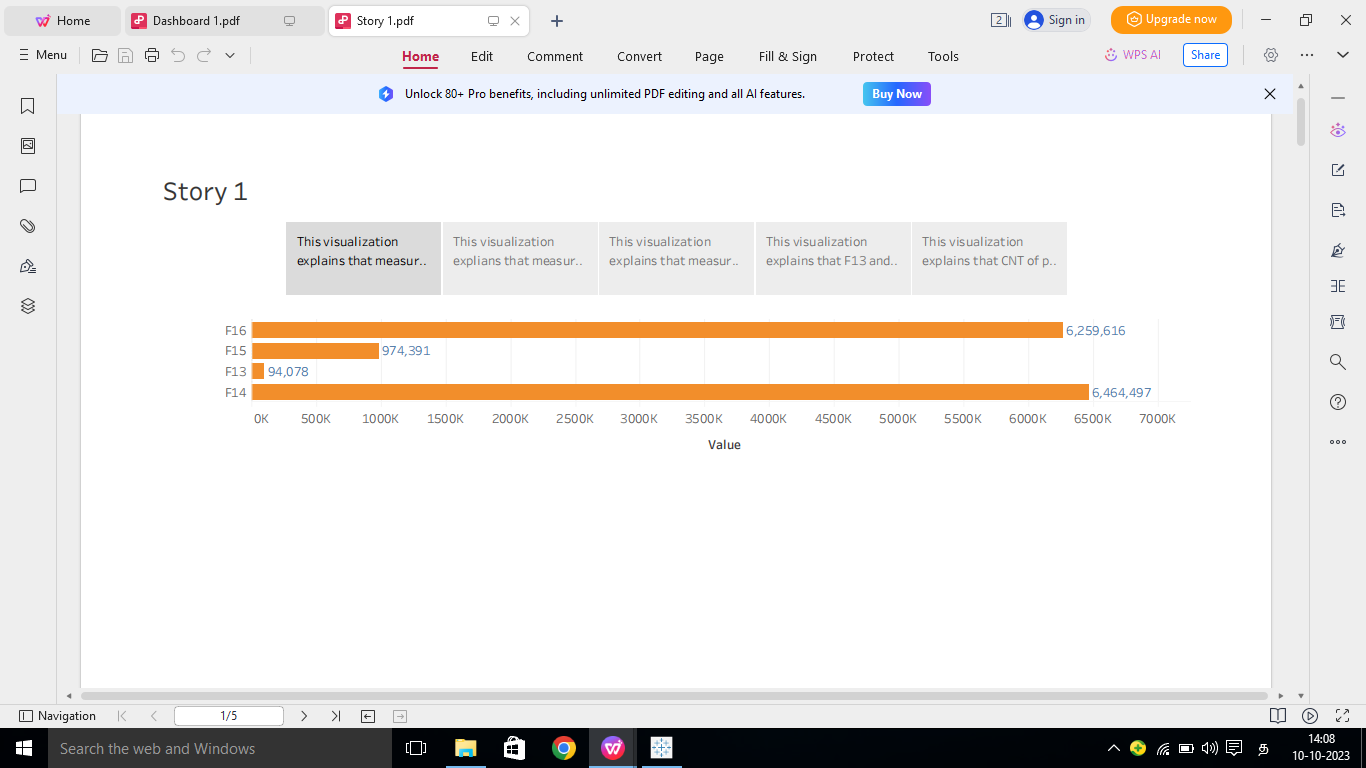 Home
Dashboard 1.pdf
Story 1.pdf
2
Sign in
Upgrade now
Menu
Home
Edit
Comment
Convert
Page
Fill & Sign
Protect
Tools
WPS AI
Share
Unlock 80+ Pro benefits, including unlimited PDF editing and all AI features.
Buy Now
Story 1
This visualization
explains that measur..
This visualization
explians that measur..
This visualization
explains that measur..
This visualization
explains that F13 and..
This visualization
explains that CNT of p..
F16 6,259,616
F15 974,391
F13 94,078
F14 6,464,497
0K 500K 1000K 1500K 2000K 2500K 3000K 3500K 4000K 4500K 5000K 5500K 6000K 6500K 7000K
Value
Navigation
1/5
Search the web and Windows
த
14:08
10-10-2023